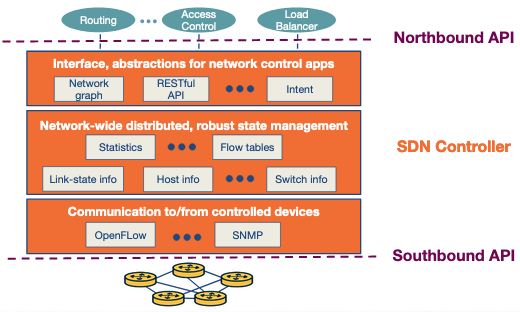 Routing
Access
Control
Load
Balancer
Northbound API
Interface, abstractions for network control apps
Network
graph
RESTful
API
Intent
Network-wide distributed, robust state management
Statistics
Flow tables
SDN Controller
Link-state info
Host info
Switch info
Communication to/from controlled devices
OpenFLow
SNMP
Southbound API